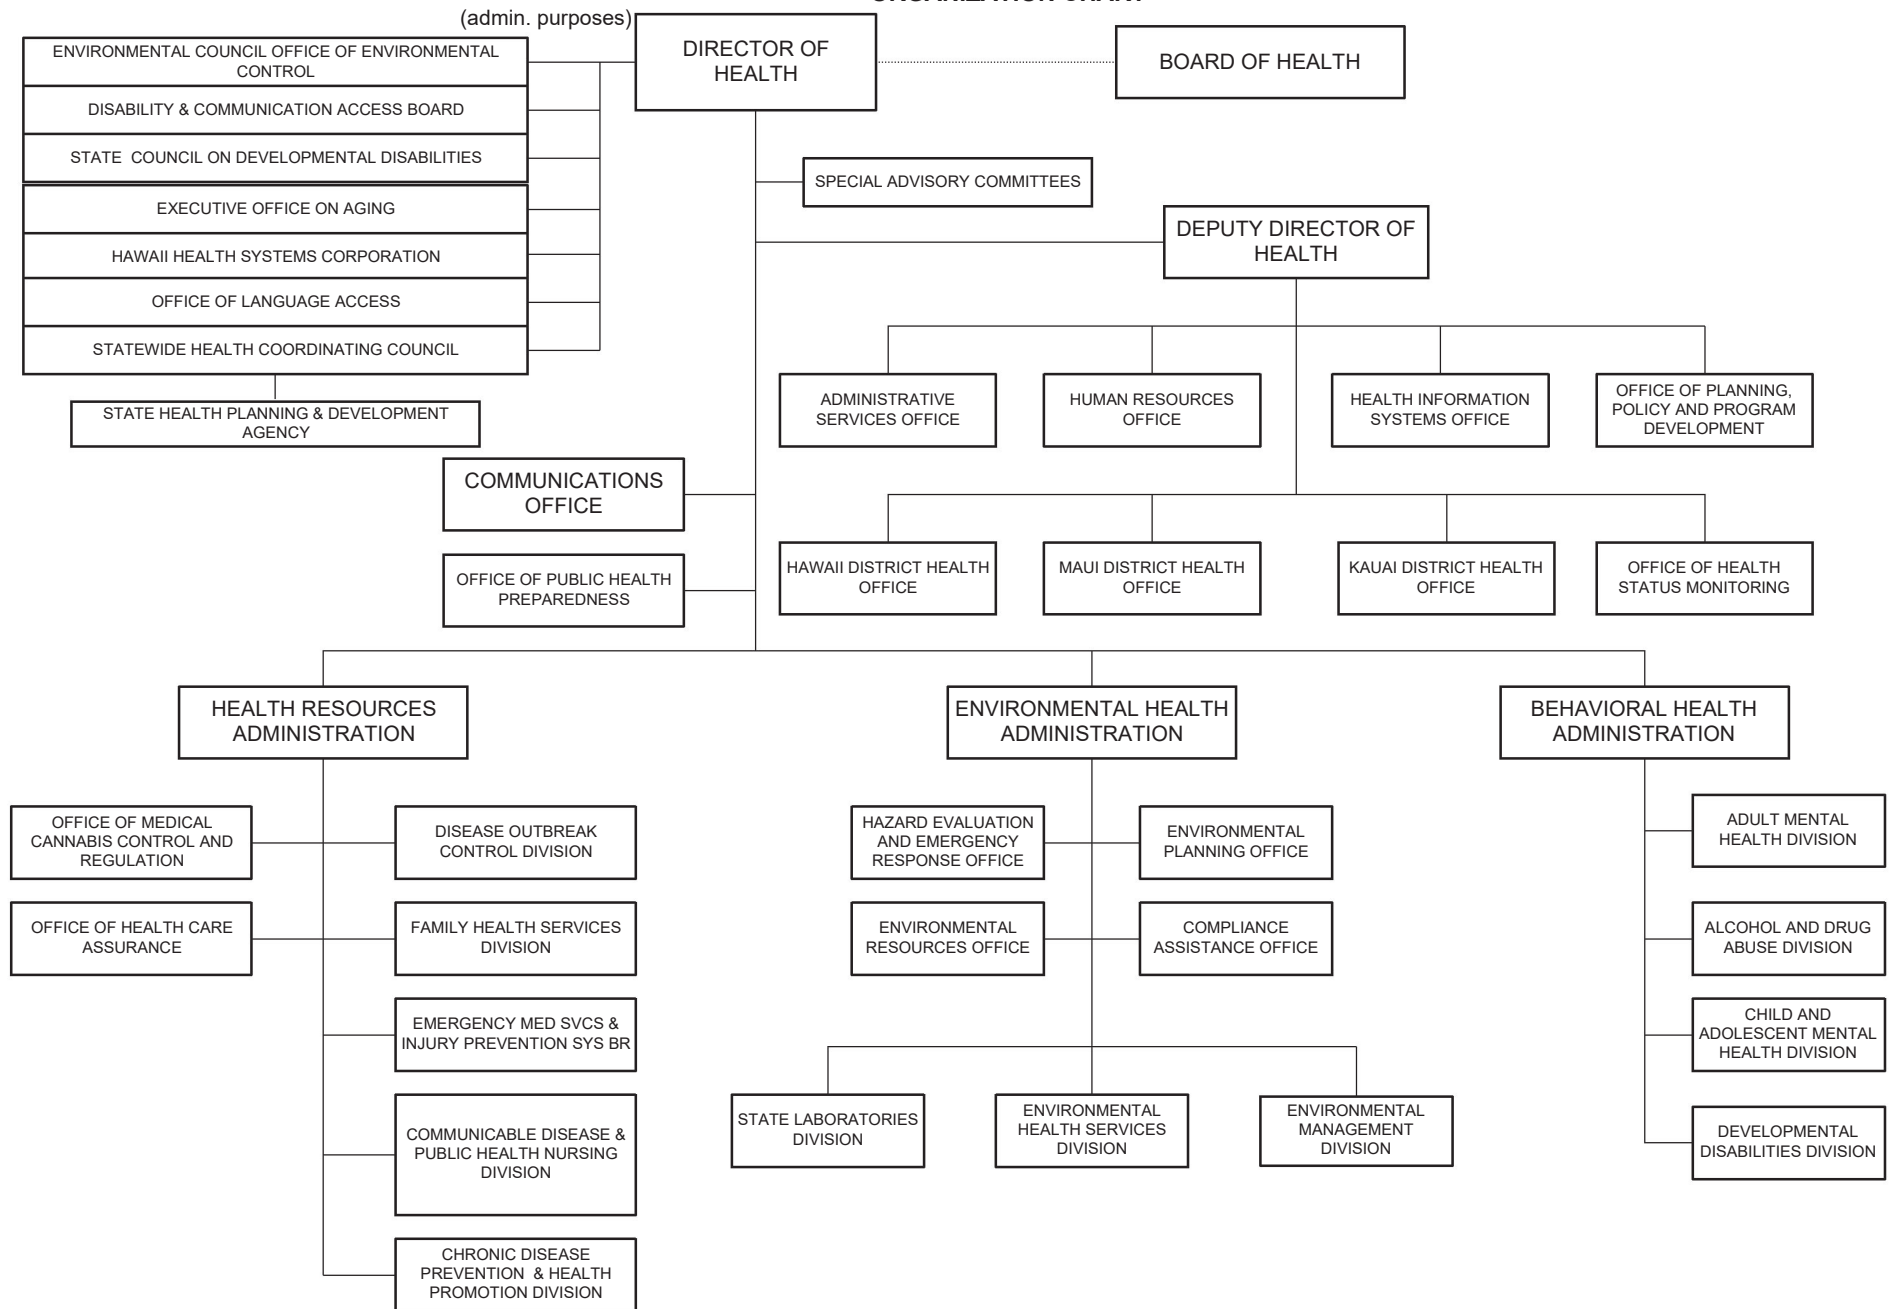 ORGANIZATION CHART
(admin. purposes)
DIRECTOR OF
HEALTH
BOARD OF HEALTH
ENVIRONMENTAL COUNCIL OFFICE OF ENVIRONMENTAL
CONTROL
DISABILITY & COMMUNICATION ACCESS BOARD
STATE COUNCIL ON DEVELOPMENTAL DISABILITIES
EXECUTIVE OFFICE ON AGING
HAWAII HEALTH SYSTEMS CORPORATION
OFFICE OF LANGUAGE ACCESS
STATEWIDE HEALTH COORDINATING COUNCIL
STATE HEALTH PLANNING & DEVELOPMENT
AGENCY
SPECIAL ADVISORY COMMITTEES
DEPUTY DIRECTOR OF
HEALTH
ADMINISTRATIVE
SERVICES OFFICE
HUMAN RESOURCES
OFFICE
HEALTH INFORMATION
SYSTEMS OFFICE
OFFICE OF PLANNING,
POLICY AND PROGRAM
DEVELOPMENT
COMMUNICATIONS
OFFICE
OFFICE OF PUBLIC HEALTH
PREPAREDNESS
HAWAII DISTRICT HEALTH
OFFICE
MAUI DISTRICT HEALTH
OFFICE
KAUAI DISTRICT HEALTH
OFFICE
OFFICE OF HEALTH
STATUS MONITORING
HEALTH RESOURCES
ADMINISTRATION
ENVIRONMENTAL HEALTH
ADMINISTRATION
BEHAVIORAL HEALTH
ADMINISTRATION
OFFICE OF MEDICAL
CANNABIS CONTROL AND
REGULATION
DISEASE OUTBREAK
CONTROL DIVISION
OFFICE OF HEALTH CARE
ASSURANCE
FAMILY HEALTH SERVICES
DIVISION
EMERGENCY MED SVCS &
INJURY PREVENTION SYS BR
COMMUNICABLE DISEASE &
PUBLIC HEALTH NURSING
DIVISION
CHRONIC DISEASE
PREVENTION & HEALTH
PROMOTION DIVISION
HAZARD EVALUATION
AND EMERGENCY
RESPONSE OFFICE
ENVIRONMENTAL
PLANNING OFFICE
ENVIRONMENTAL
RESOURCES OFFICE
COMPLIANCE
ASSISTANCE OFFICE
STATE LABORATORIES
DIVISION
ENVIRONMENTAL
HEALTH SERVICES
DIVISION
ENVIRONMENTAL
MANAGEMENT
DIVISION
ADULT MENTAL
HEALTH DIVISION
ALCOHOL AND DRUG
ABUSE DIVISION
CHILD AND
ADOLESCENT MENTAL
HEALTH DIVISION
DEVELOPMENTAL
DISABILITIES DIVISION